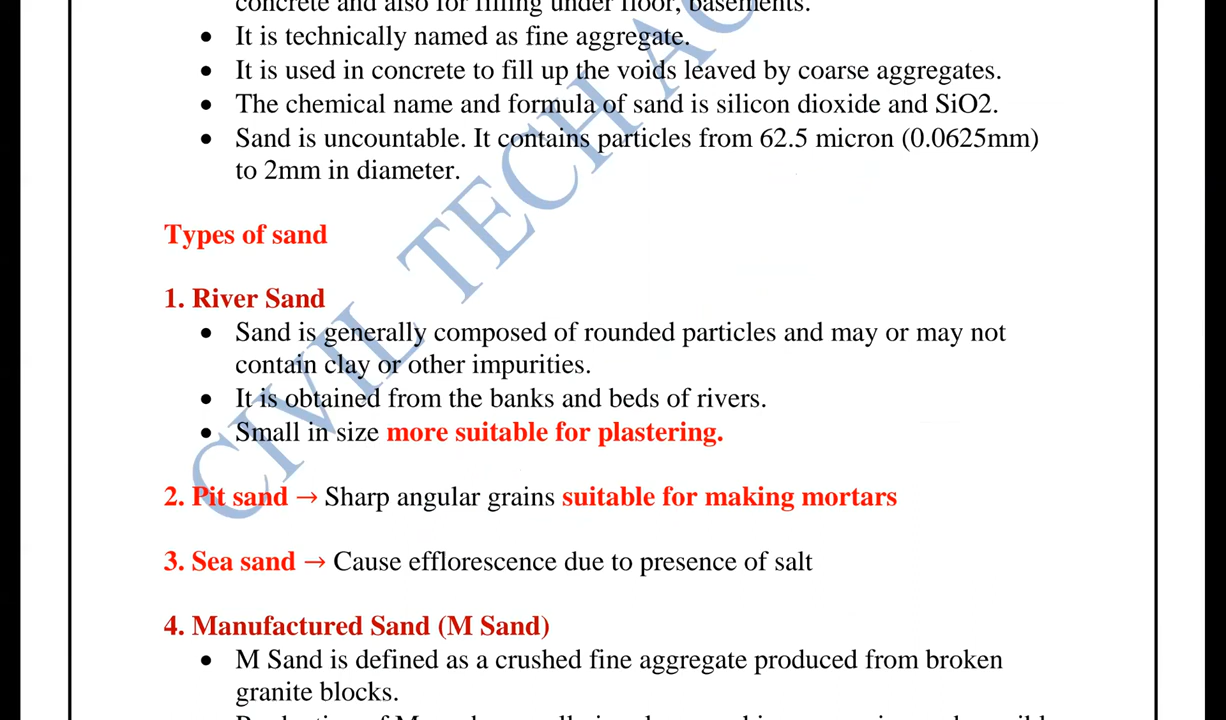 concrete and also for filling under floor, basements.
• It is technically named as fine aggregate.
• It is used in concrete to fill up the voids leaved by coarse aggregates.
• The chemical name and formula of sand is silicon dioxide and SiO2.
• Sand is uncountable. It contains particles from 62.5 micron (0.0625mm)
to 2mm in diameter.
Types of sand
1. River Sand
• Sand is generally composed of rounded particles and may or may not
contain clay or other impurities.
• It is obtained from the banks and beds of rivers.
• Small in size more suitable for plastering.
2. Pit sand → Sharp angular grains suitable for making mortars
3. Sea sand → Cause efflorescence due to presence of salt
4. Manufactured Sand (M Sand)
• M Sand is defined as a crushed fine aggregate produced from broken
granite blocks.
CIVIL TECH AC